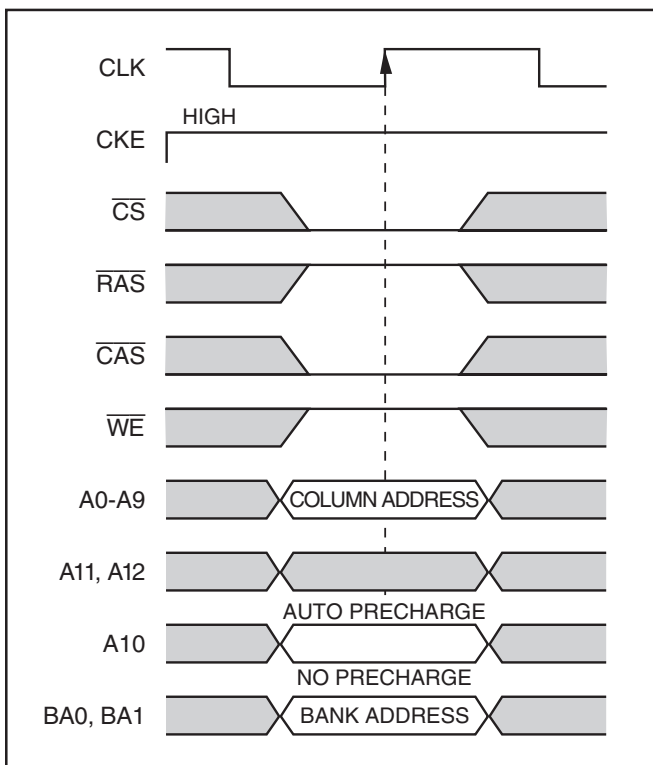 CLK
HIGH
CKE
CS
RAS
CAS
WE
A0-A9 COLUMN ADDRESS
A11, A12
AUTO PRECHARGE
A10
NO PRECHARGE
BA0, BA1 BANK ADDRESS